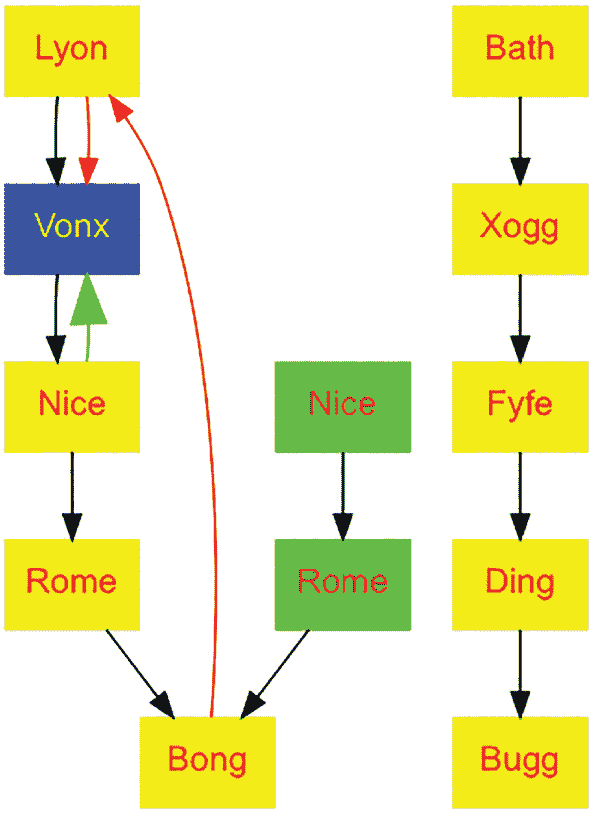 Lyon
Bath
Vonx
Xogg
Nice
Nice
Fyfe
Rome
Rome
Ding
Bong
Bugg